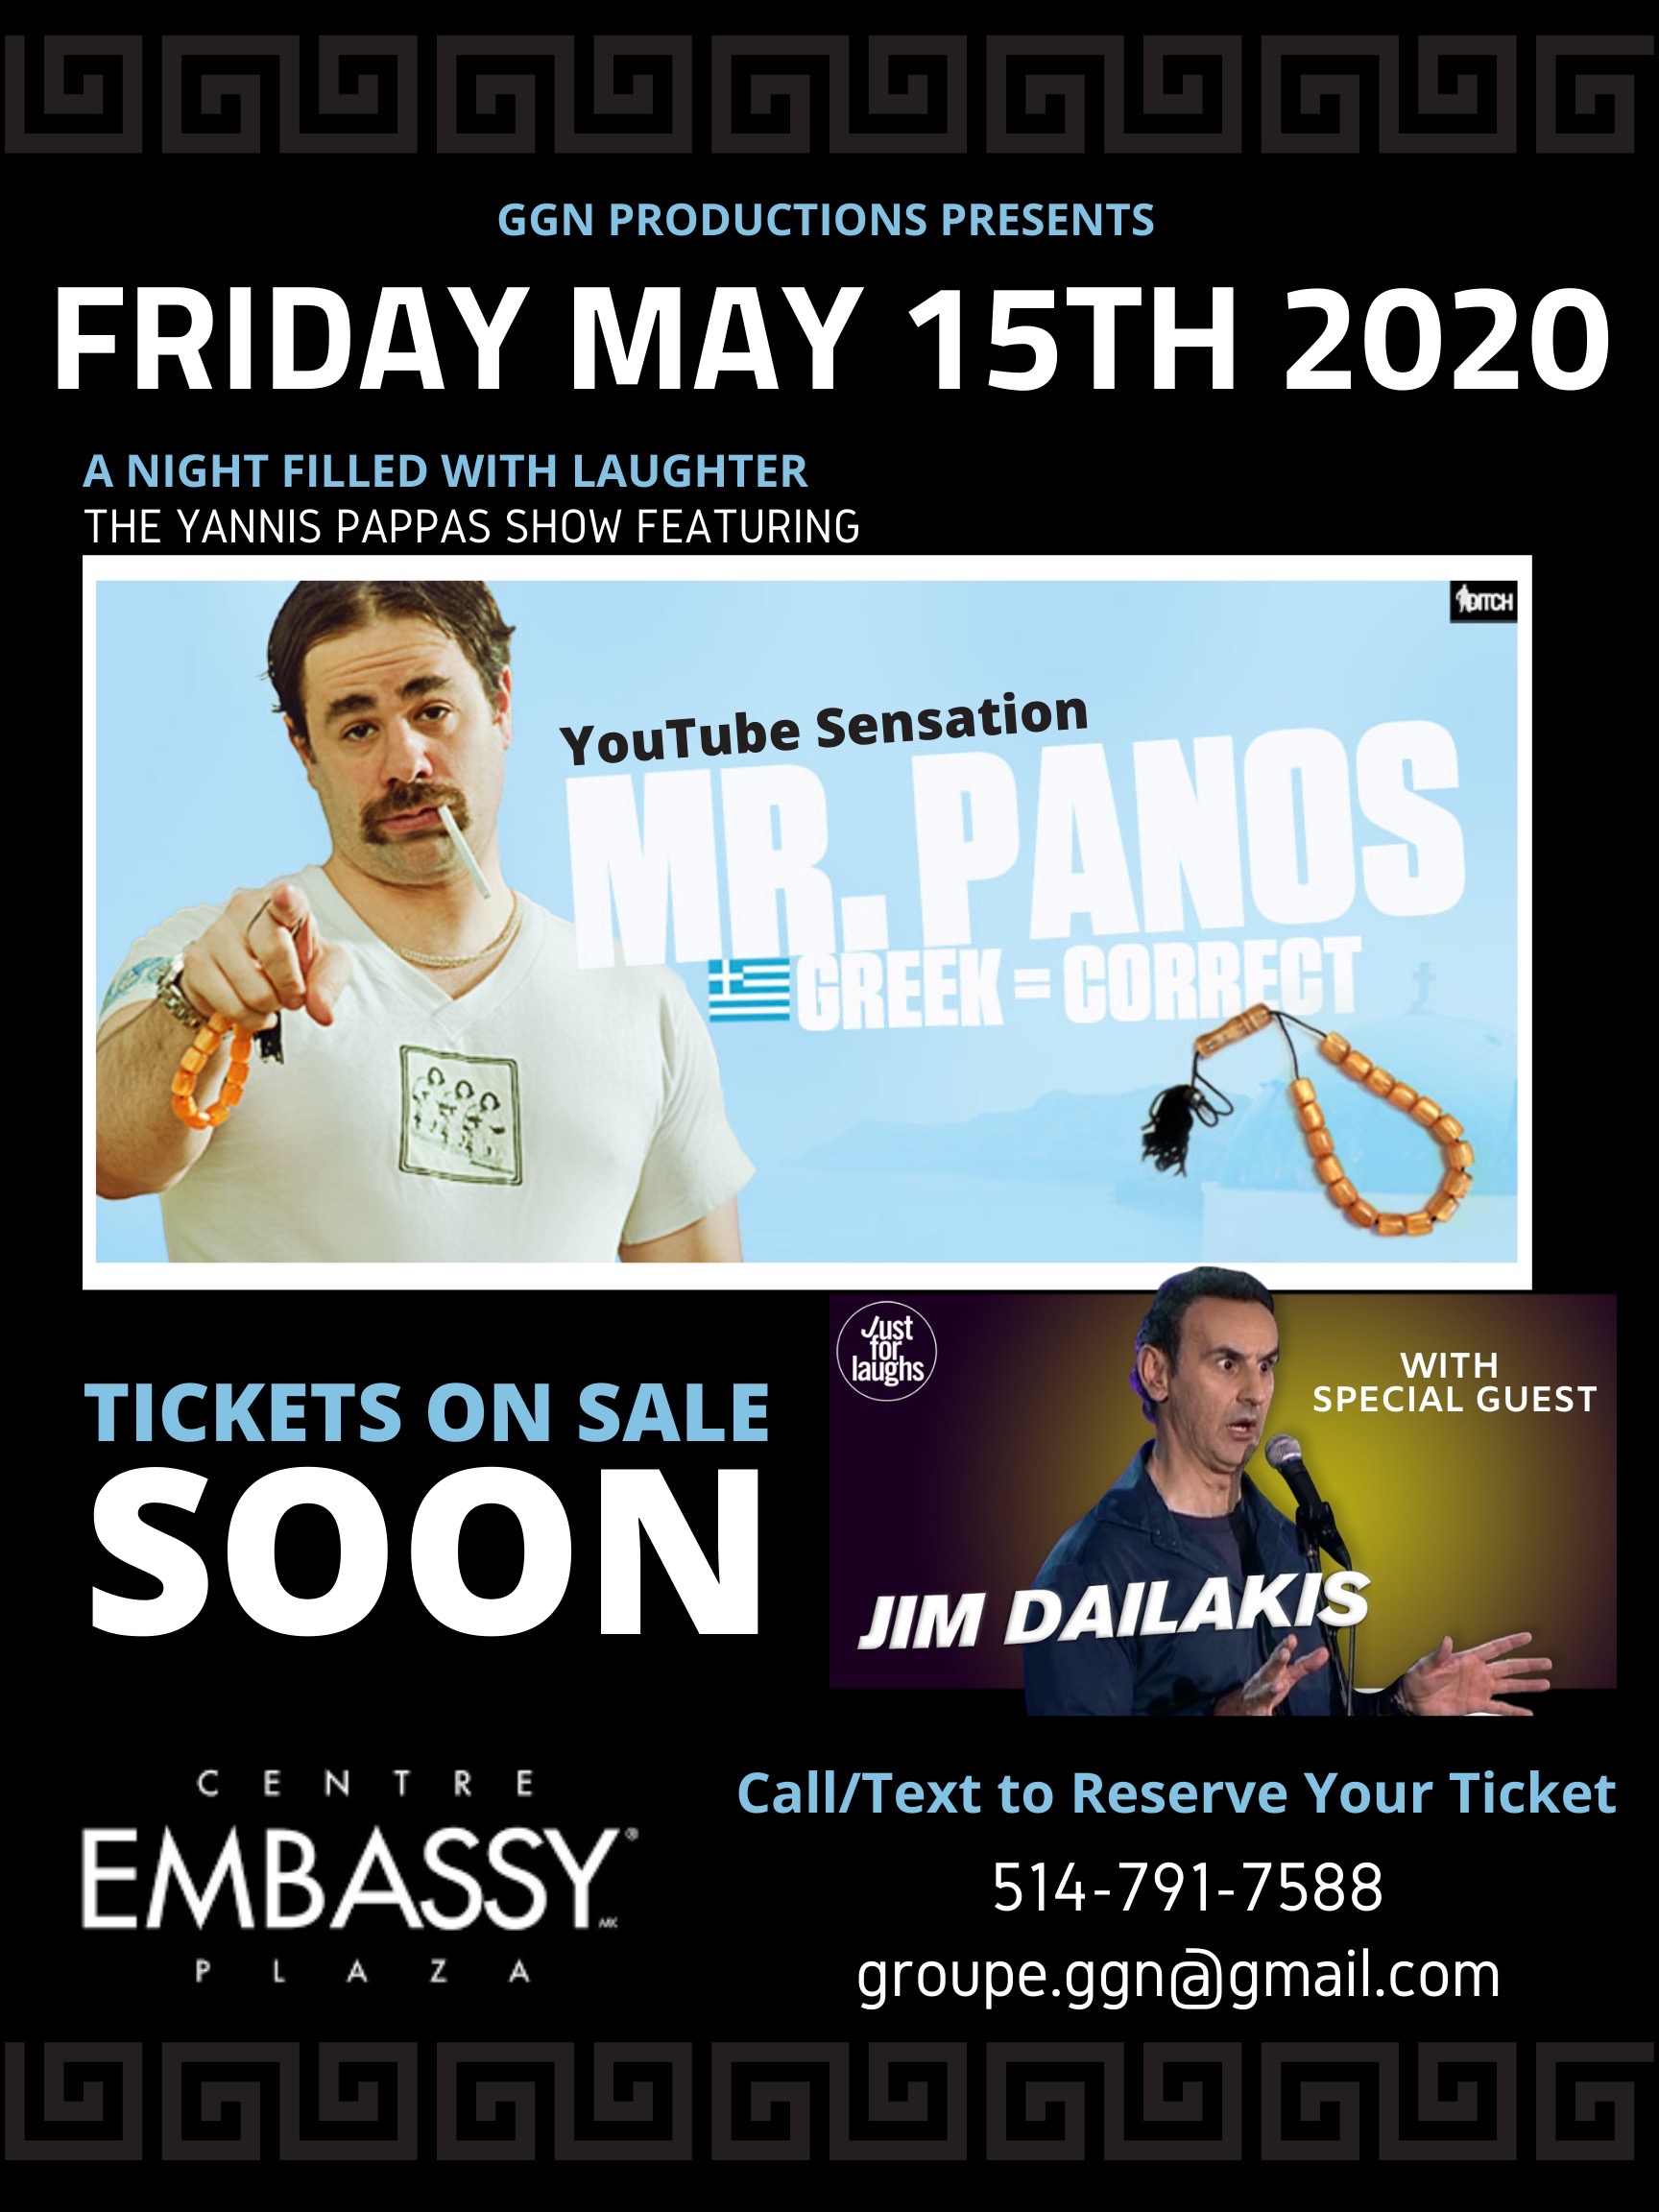 GGN PRODUCTIONS PRESENTS
FRIDAY MAY 15TH 2020
A NIGHT FILLED WITH LAUGHTER
THE YANNIS PAPPAS SHOW FEATURING
DITCH
YouTube Sensation
MR. PANOS
GREEK = CORRECT
Just
for
laughs
WITH
SPECIAL GUEST
JIM DAILAKIS
TICKETS ON SALE
SOON
CENTRE
EMBASSY®
MK
PLAZA
Call/Text to Reserve Your Ticket
514-791-7588
groupe.ggn@gmail.com